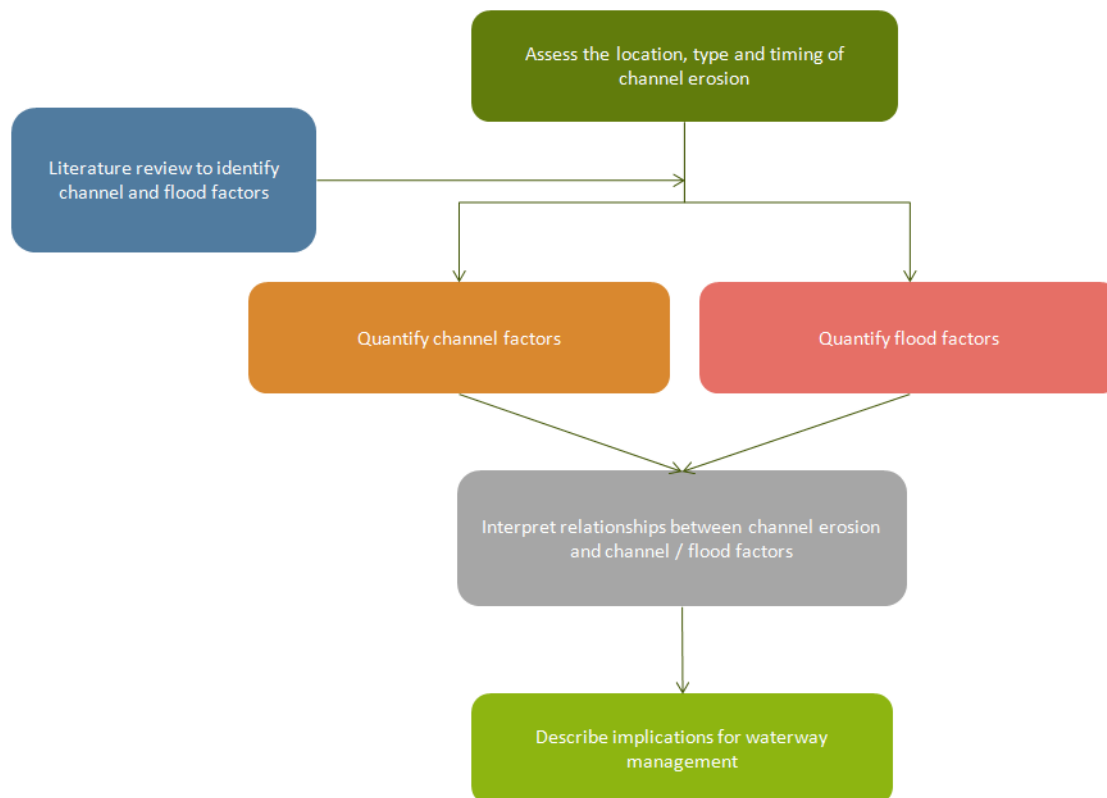 Assess the location, type and timing of
channel erosion
Literature review to identify
channel and flood factors
Quantify channel factors
Quantify flood factors
Interpret relationships between channel erosion
and channel / flood factors
Describe implications for waterway
management